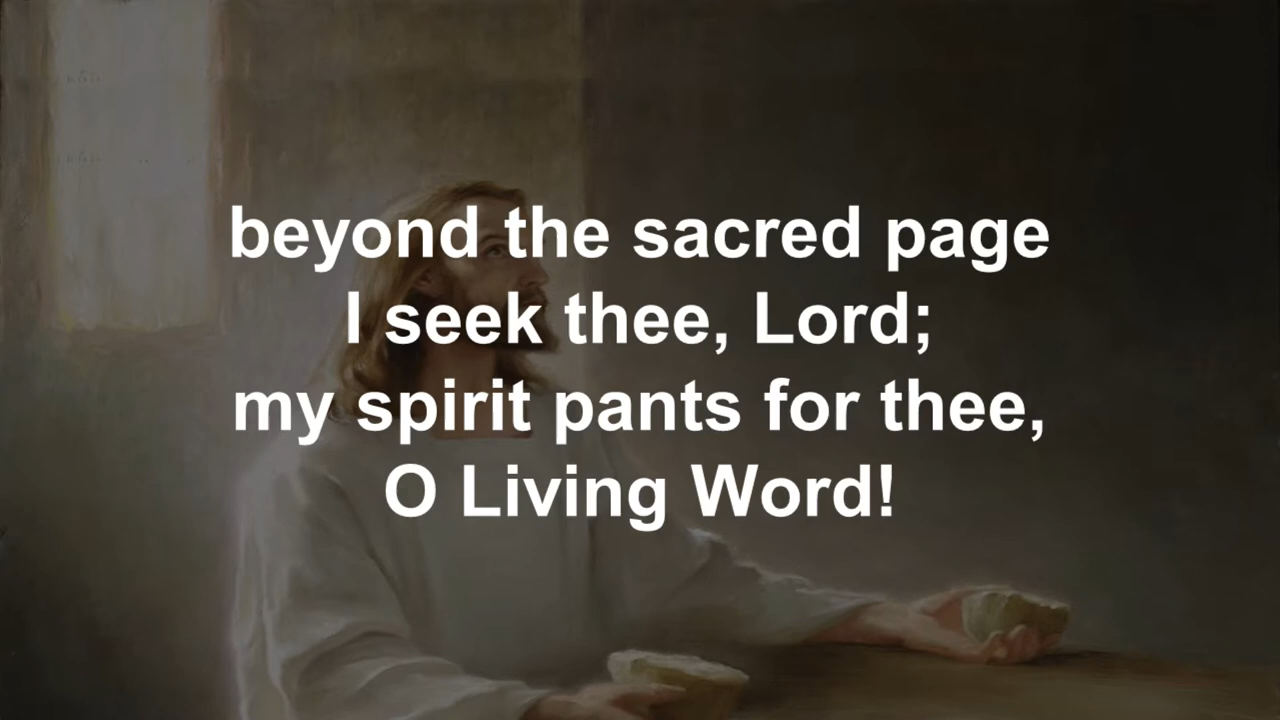 beyond the sacred page
I seek thee, Lord;
my spirit pants for thee,
O Living Word!